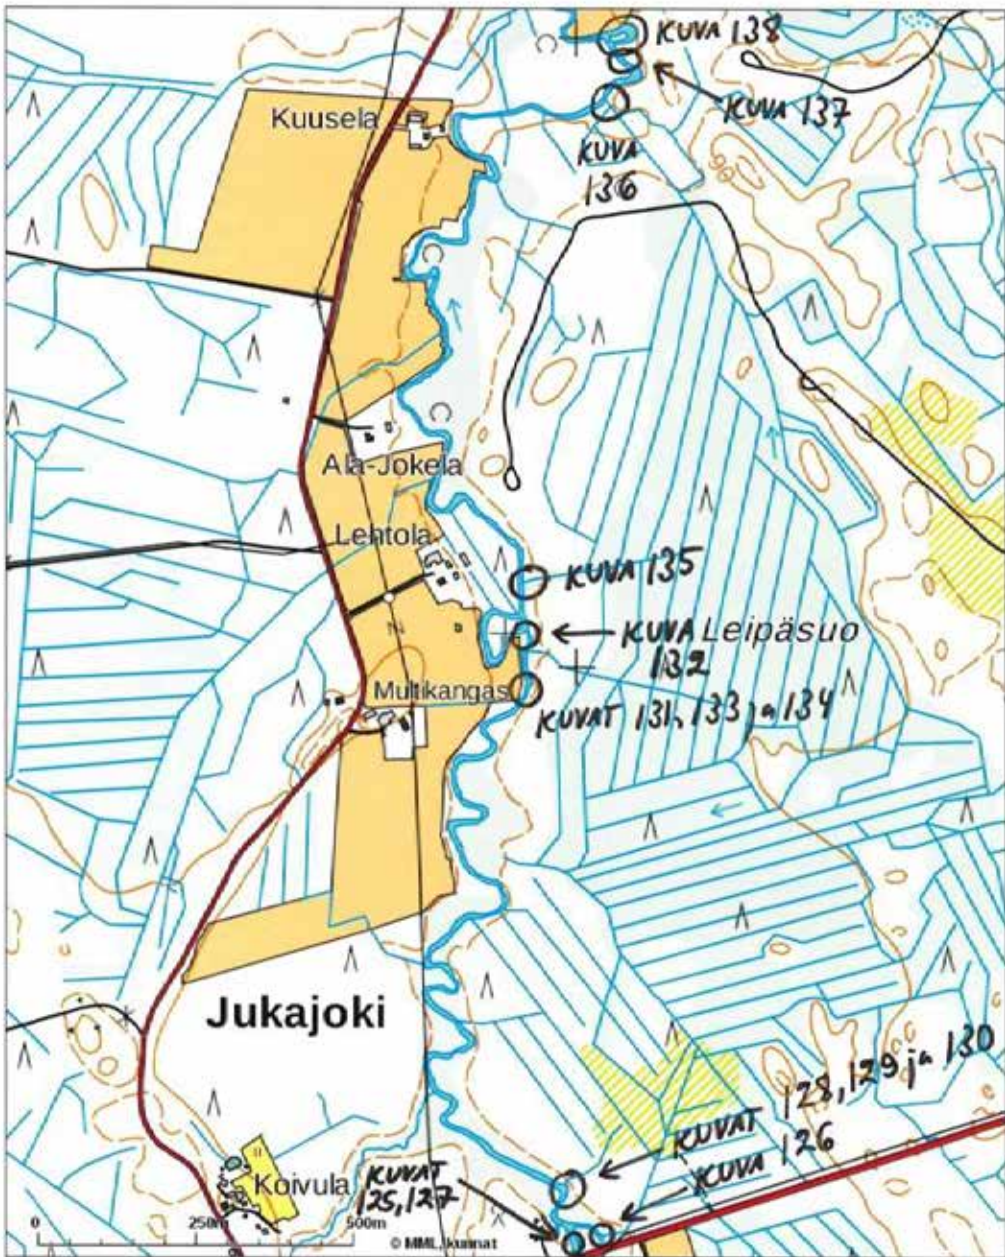 KUVA 138
KUVA 137
Kuusela
KUVA
136
Ala-Jokela
Lehtola
KUVA 135
KUVA Leipäsuo
132
Multikangas
KUVAT 131, 133 ja 134
Jukajoki
KUVAT 128, 129 ja 130
KUVA 126
Koivula
KUVAT
125, 127
0 250m 500m
© MML, kunnat